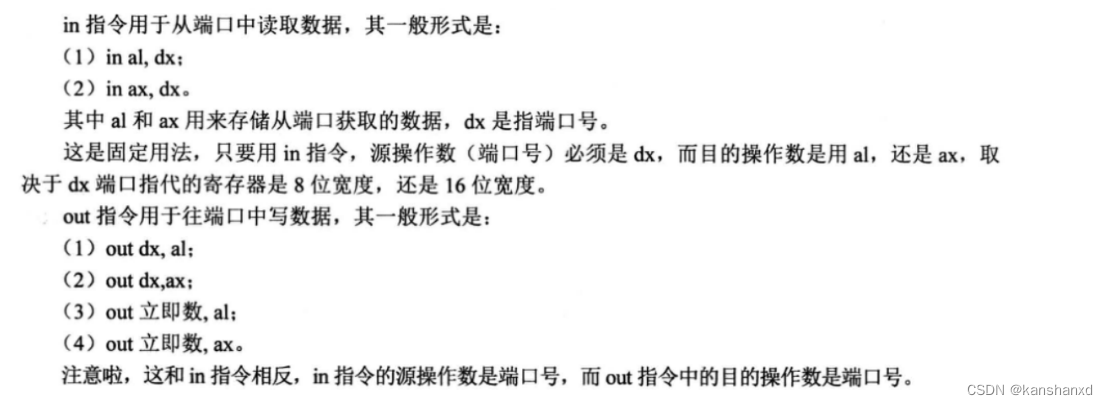 in 指令用于从端口中读取数据，其一般形式是：
（1）in al, dx；
（2）in ax, dx。
其中 al 和 ax 用来存储从端口获取的数据，dx 是指端口号。
这是固定用法，只要用 in 指令，源操作数（端口号）必须是 dx，而目的操作数是用 al，还是 ax，取
决于 dx 端口指代的寄存器是 8 位宽度，还是 16 位宽度。
out 指令用于往端口中写数据，其一般形式是：
（1）out dx, al；
（2）out dx,ax；
（3）out 立即数, al；
（4）out 立即数, ax。
注意啦，这和 in 指令相反，in 指令的源操作数是端口号，而 out 指令中的目的操作数是端口号。
CSDN @kanshanxd